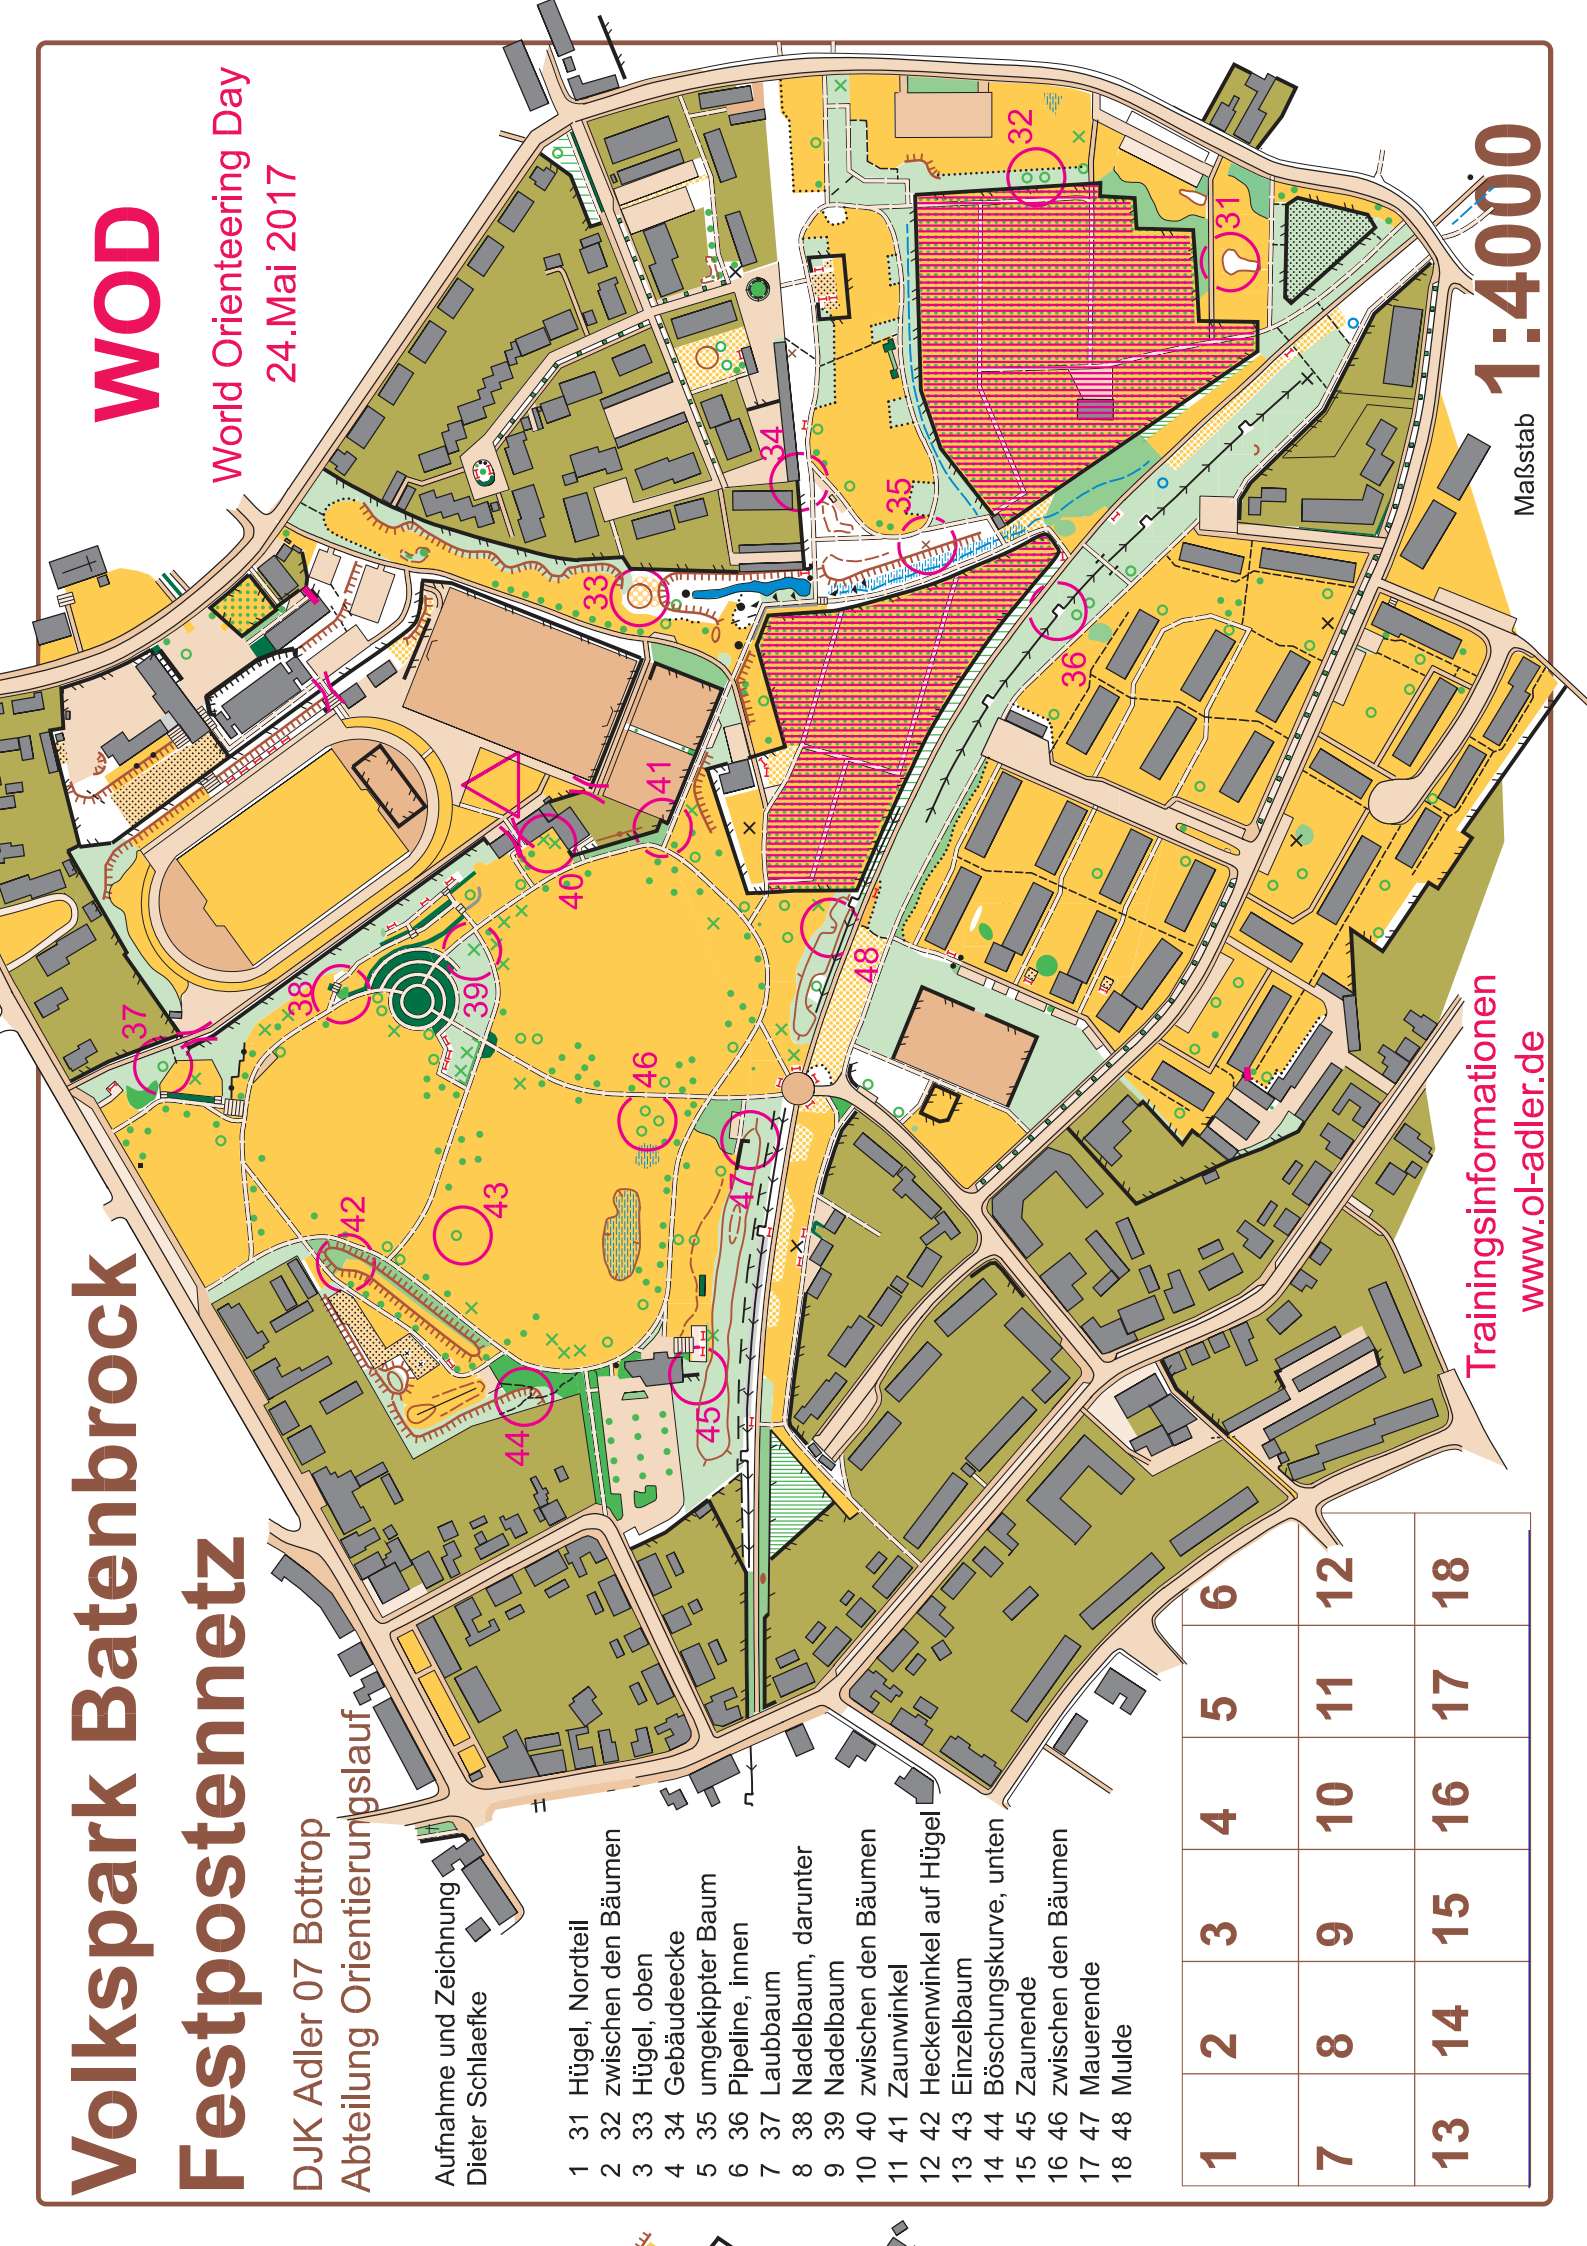 Volkspark Batenbrock
Festpostennetz
DJK Adler 07 Bottrop
Abteilung Orientierungslauf
WOD
World Orienteering Day
24.Mai 2017
Aufnahme und Zeichnung
Dieter Schlaefke
1 31 Hügel, Nordteil
2 32 zwischen den Bäumen
3 33 Hügel, oben
4 34 Gebäudeecke
5 35 umgekippter Baum
6 36 Pipeline, innen
7 37 Laubbaum
8 38 Nadelbaum, darunter
9 39 Nadelbaum
10 40 zwischen den Bäumen
11 41 Zaunwinkel
12 42 Heckenwinkel auf Hügel
13 43 Einzelbaum
14 44 Böschungskurve, unten
15 45 Zaunende
16 46 zwischen den Bäumen
17 47 Mauerende
18 48 Mulde
1 2 3 4 5 6
7 8 9 10 11 12
13 14 15 16 17 18
Trainingsinformationen
www.ol-adler.de
Maßstab 1:4000
37
38
39
40
41
42
43
44
45
46
47
48
33
34
35
36
32
31